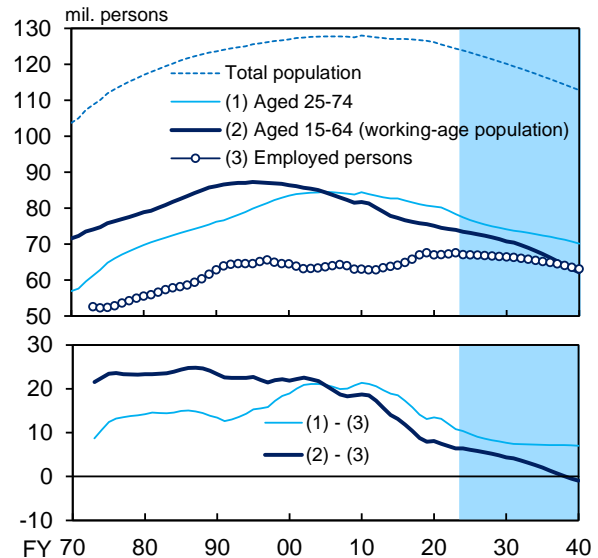 mil. persons
130
120
110
100
90
80
70
60
50
Total population
(1) Aged 25-74
(2) Aged 15-64 (working-age population)
(3) Employed persons
30
20
10
0
-10
(1) - (3)
(2) - (3)
FY 70 80 90 00 10 20 30 40